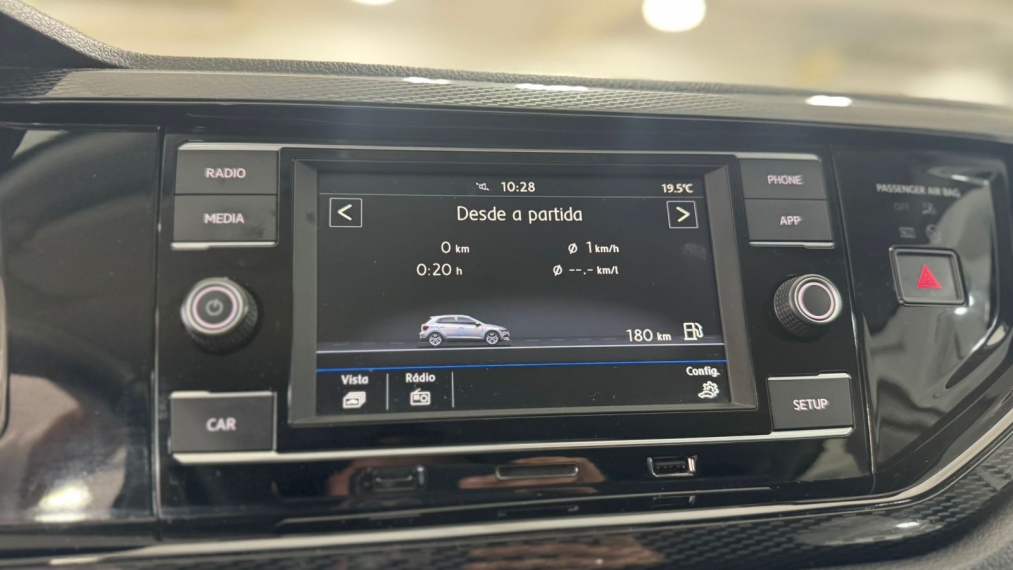 RADIO
MEDIA
CAR
10:28
19.5°C
<
Desde a partida
>
0 km
Ø 1 km/h
0:20 h
Ø --.- km/l
180 km
Vista
Rádio
Config.
PHONE
APP
SETUP
PASSENGER AIR BAG
OFF